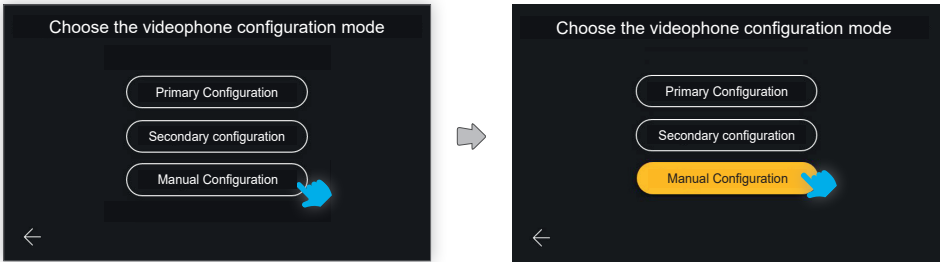 Choose the videophone configuration mode
Primary Configuration
Secondary configuration
Manual Configuration
Choose the videophone configuration mode
Primary Configuration
Secondary configuration
Manual Configuration